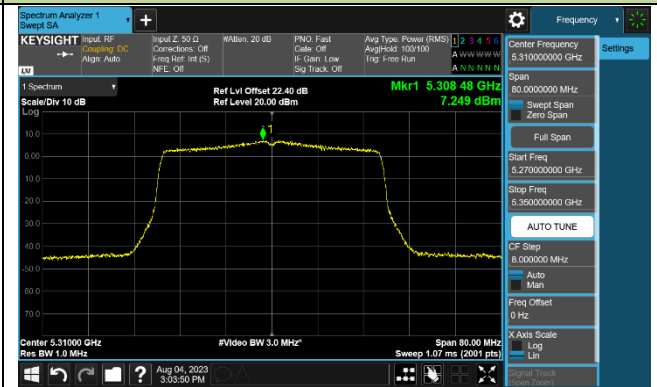 Spectrum Analyzer 1
Swept SA
+
Frequency
KEYSIGHT
Input: RF
Coupling: DC
Align: Auto
Input Z: 50 Ω
Corrections: Off
Freq Ref: Int (S)
NFE: Off
#Atten: 20 dB
PNO: Fast
Gate: Off
IF Gain: Low
Sig Track: Off
Avg Type: Power (RMS)
Avg|Hold: 100/100
Trig: Free Run
1 2 3 4 5 6
A W W W W W
A N N N N N
LXI
Settings
Center Frequency
5.310000000 GHz
Span
80.0000000 MHz
Swept Span
Zero Span
Full Span
Start Freq
5.270000000 GHz
Stop Freq
5.350000000 GHz
AUTO TUNE
CF Step
8.000000 MHz
Auto
Man
Freq Offset
0 Hz
X Axis Scale
Log
Lin
Signal Track
(Span Zoom)
1 Spectrum
Scale/Div 10 dB
Log
Ref Lvl Offset 22.40 dB
Ref Level 20.00 dBm
Mkr1 5.308 48 GHz
7.249 dBm
1
10.0
0.00
-10.0
-20.0
-30.0
-40.0
-50.0
-60.0
-70.0
Center 5.31000 GHz
Res BW 1.0 MHz
#Video BW 3.0 MHz*
Span 80.00 MHz
Sweep 1.07 ms (2001 pts)
?
Aug 04, 2023
3:03:50 PM